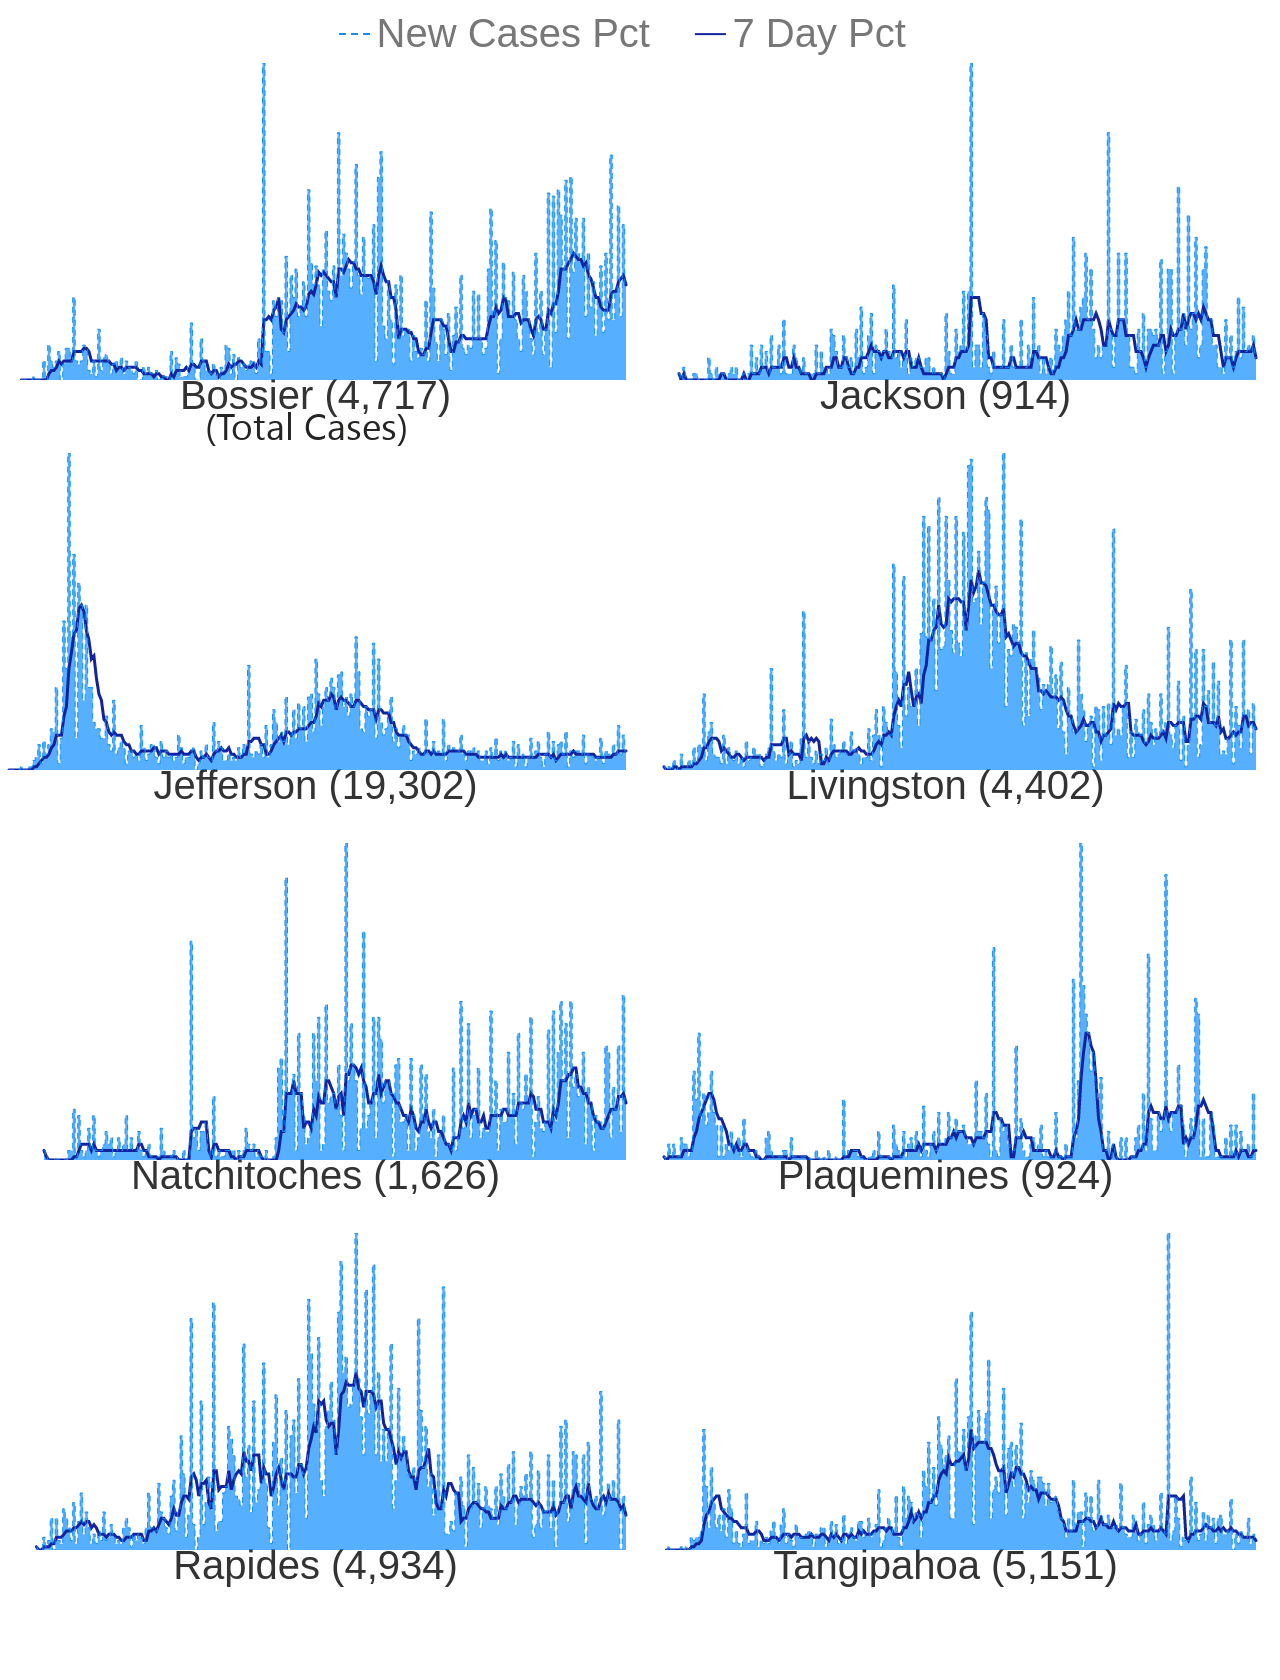 New Cases Pct 7 Day Pct
Bossier (4,717) Jackson (914)
(Total Cases)
Jefferson (19,302) Livingston (4,402)
Natchitoches (1,626) Plaquemines (924)
Rapides (4,934) Tangipahoa (5,151)